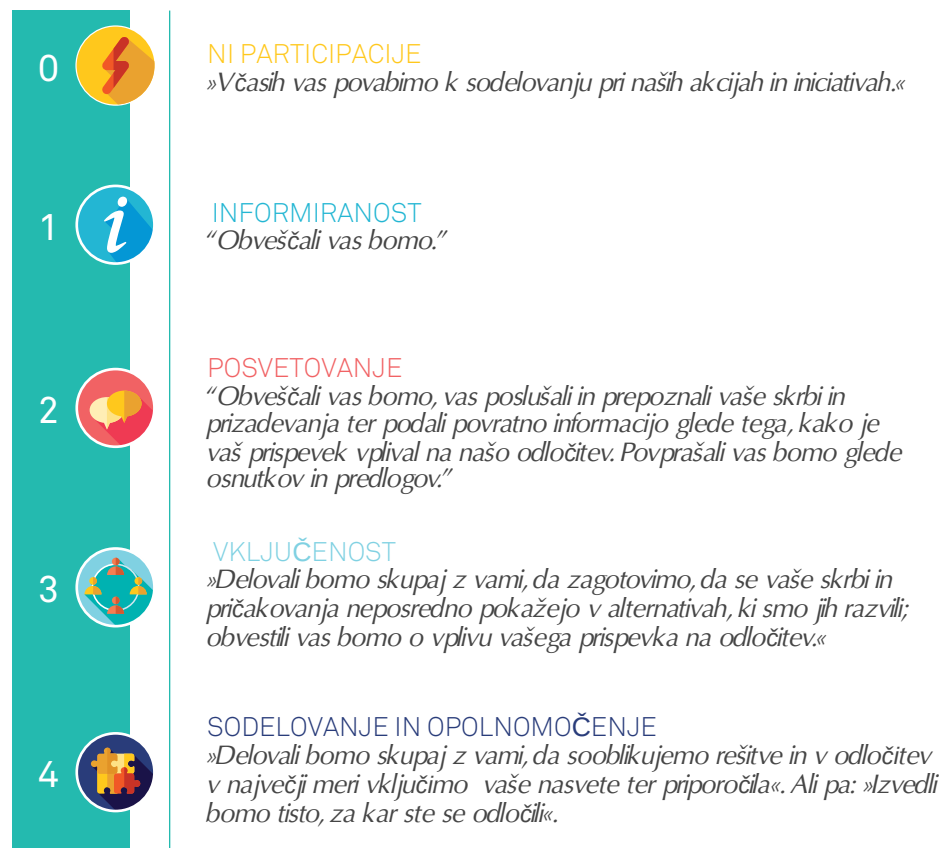 0
NI PARTICIPACIJE
»Včasih vas povabimo k sodelovanju pri naših akcijah in iniciativah.«
1
i
INFORMIRANOST
“Obveščali vas bomo.”
2
POSVETOVANJE
“Obveščali vas bomo, vas poslušali in prepoznali vaše skrbi in
prizadevanja ter podali povratno informacijo glede tega, kako je
vaš prispevek vplival na našo odločitev. Povprašali vas bomo glede
osnutkov in predlogov.”
3
VKLJUČENOST
»Delovali bomo skupaj z vami, da zagotovimo, da se vaše skrbi in
pričakovanja neposredno pokažejo v alternativah, ki smo jih razvili;
obvestili vas bomo o vplivu vašega prispevka na odločitev.«
4
SODELOVANJE IN OPOLNOMOČENJE
»Delovali bomo skupaj z vami, da sooblikujemo rešitve in v odločitev
v največji meri vključimo vaše nasvete ter priporočila«. Ali pa: »Izvedli
bomo tisto, za kar ste se odločili«.